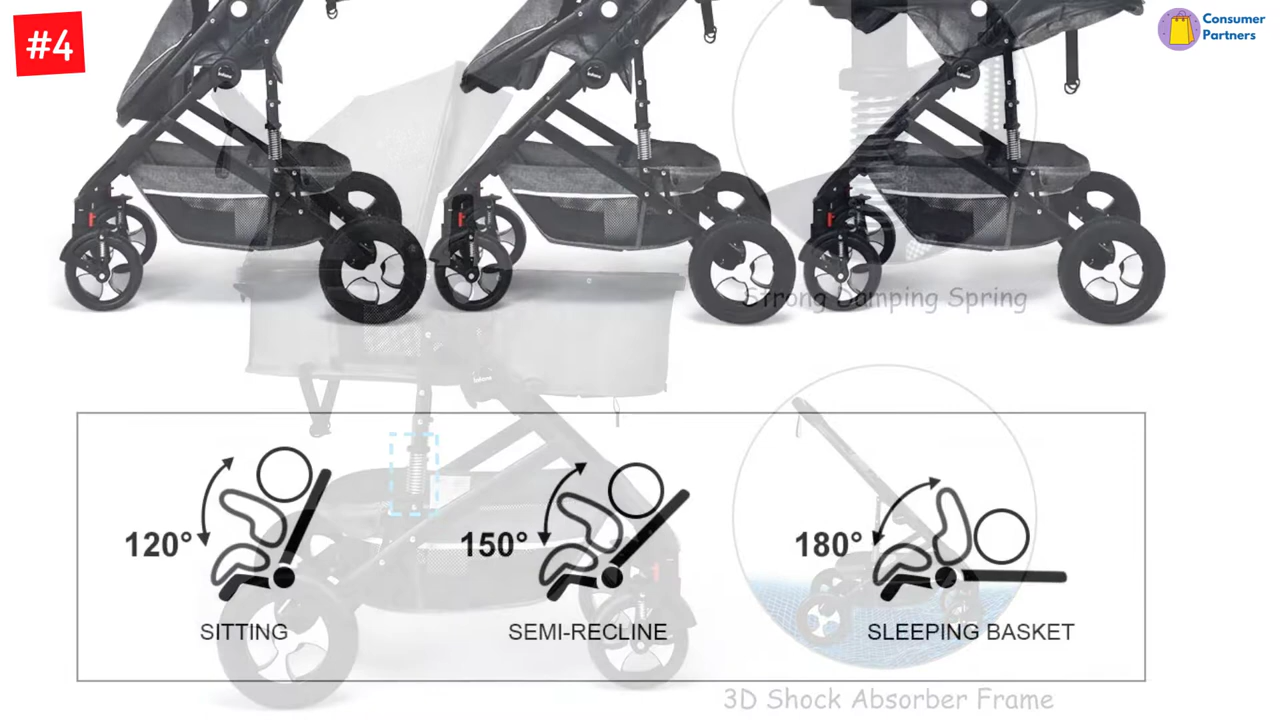 #4
Consumer
Partners
Strong Damping Spring
120°
150°
180°
SITTING
SEMI-RECLINE
SLEEPING BASKET
3D Shock Absorber Frame